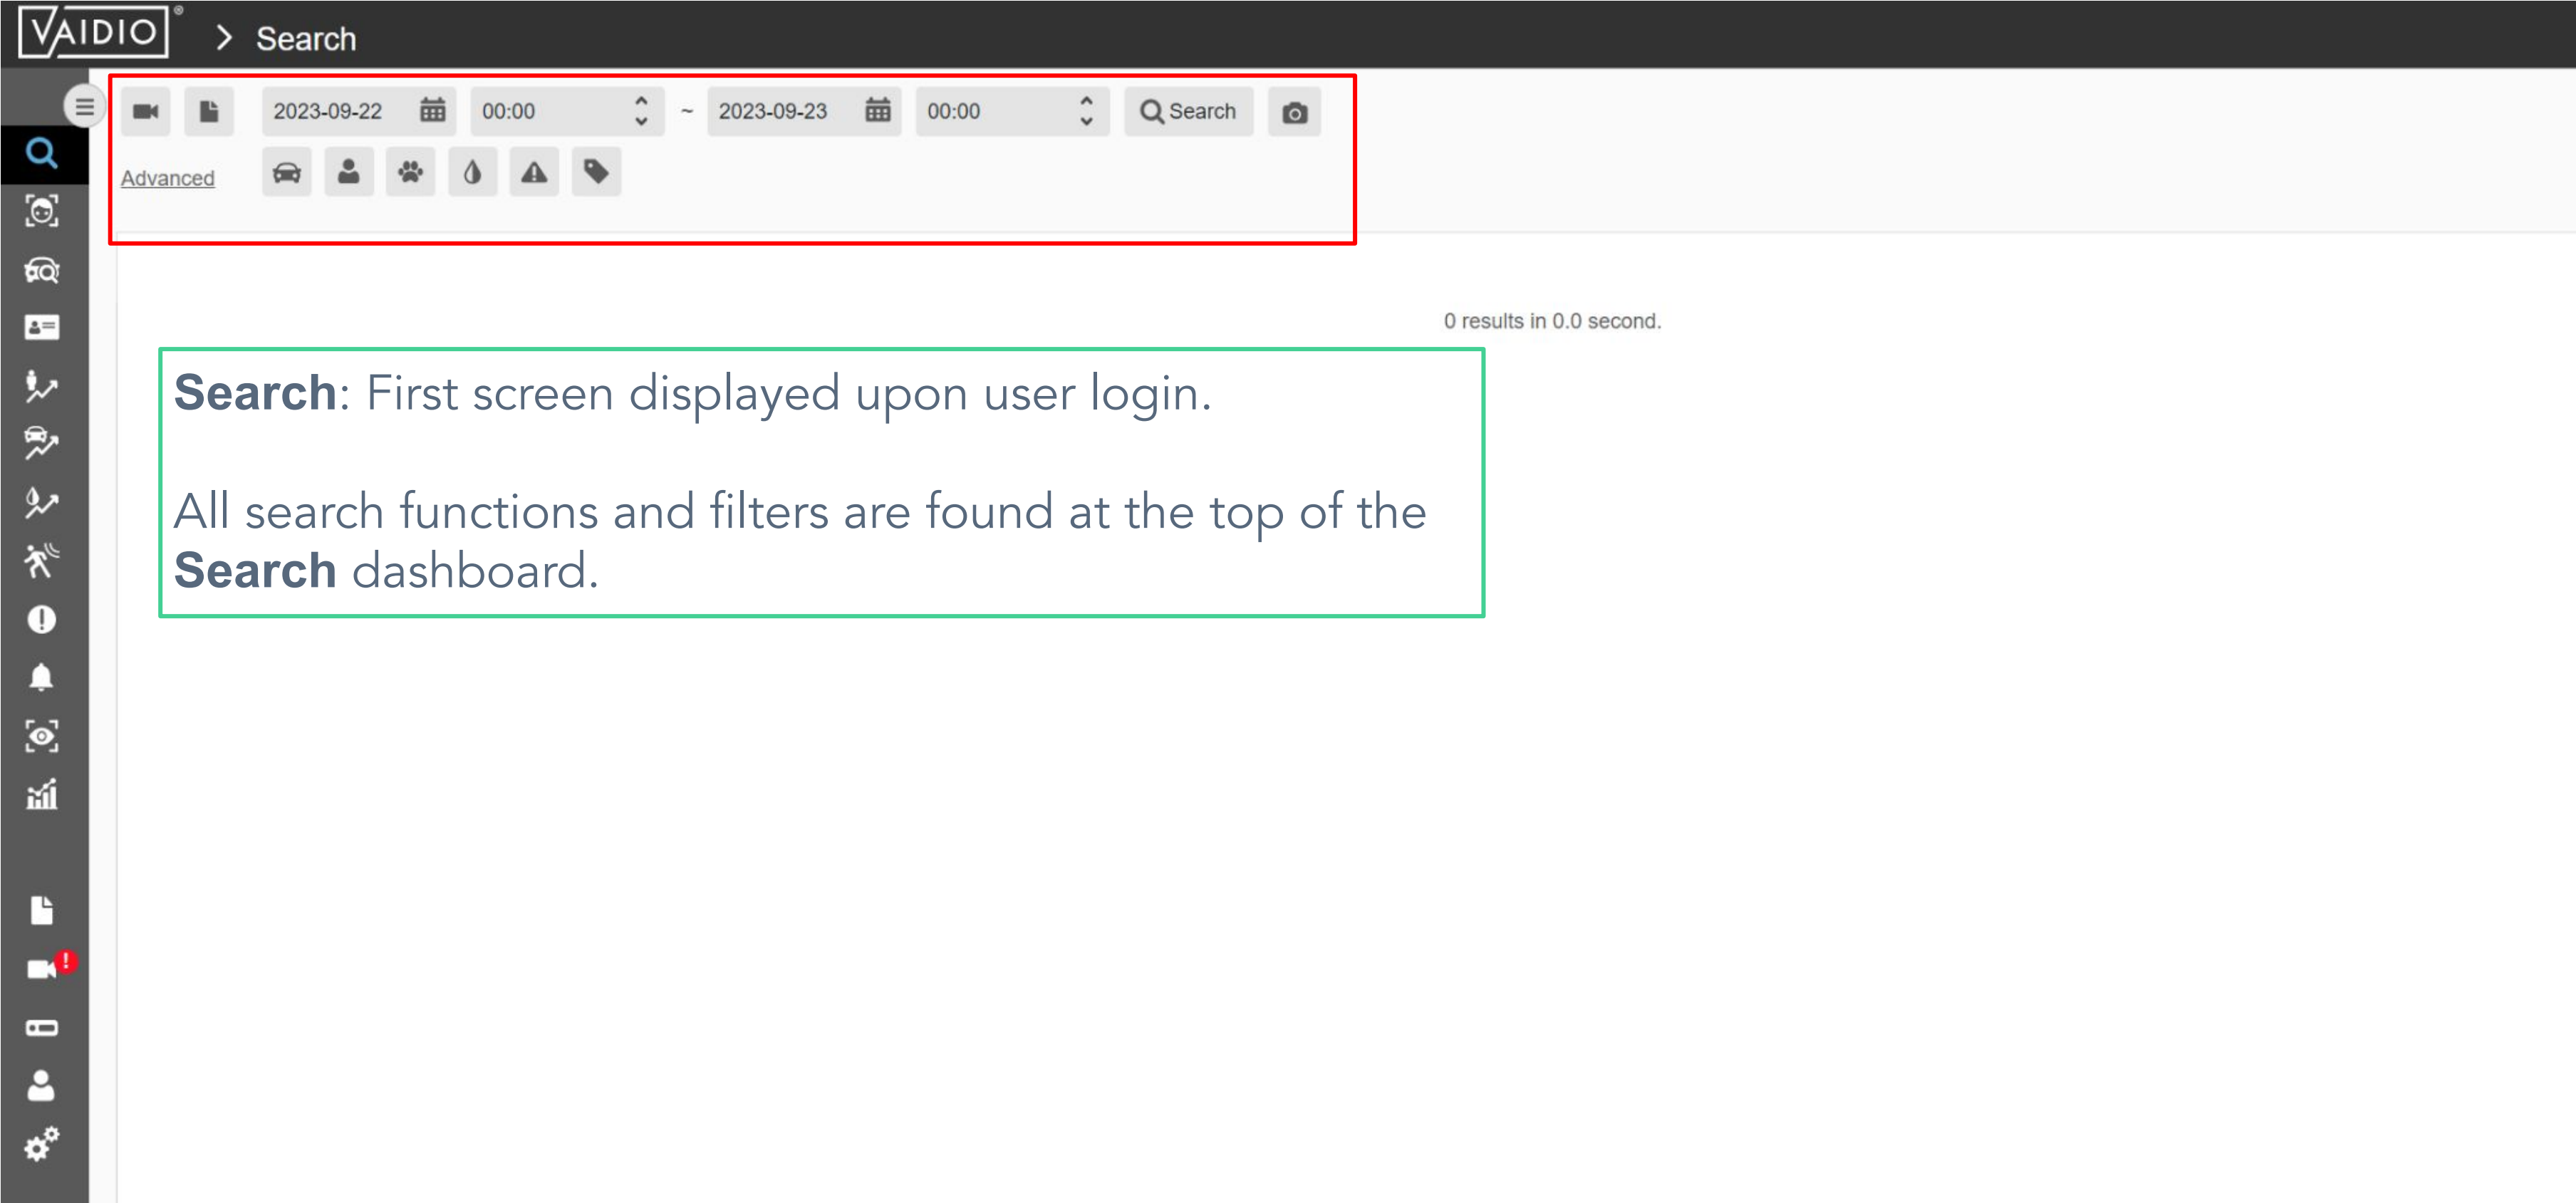 VAIDIO® > Search
2023-09-22 00:00 ~ 2023-09-23 00:00 Search
Advanced
0 results in 0.0 second.
Search: First screen displayed upon user login.
All search functions and filters are found at the top of the
Search dashboard.